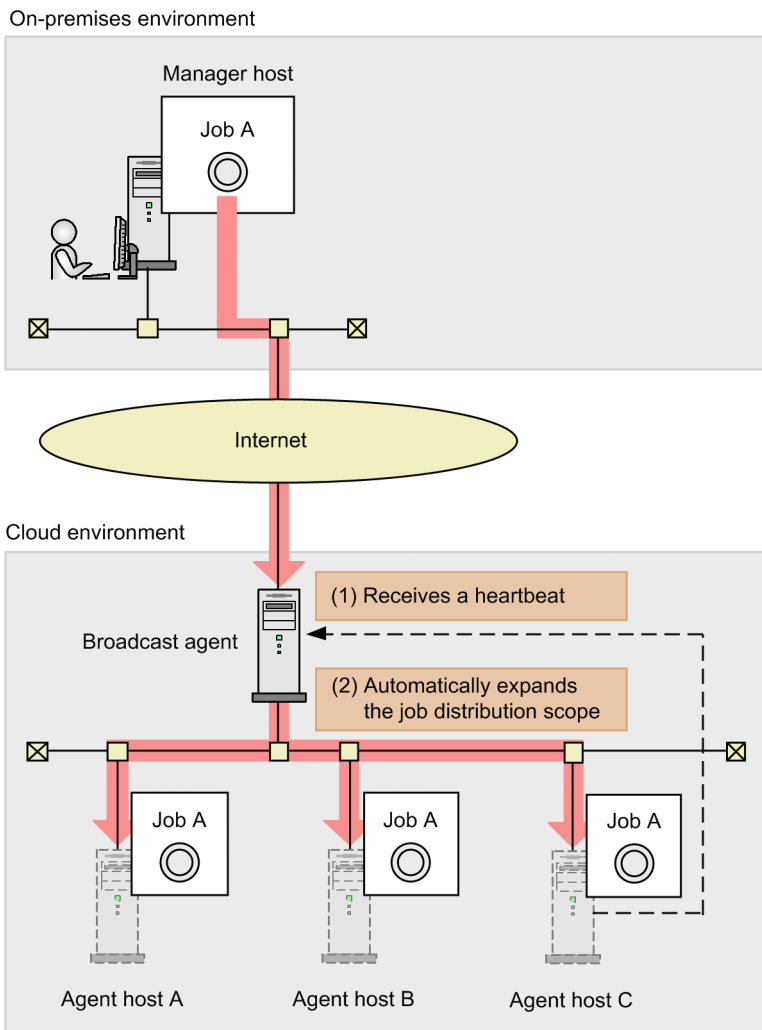 On-premises environment
Manager host
Job A
Internet
Cloud environment
(1) Receives a heartbeat
Broadcast agent
(2) Automatically expands
the job distribution scope
Job A
Job A
Job A
Agent host A
Agent host B
Agent host C